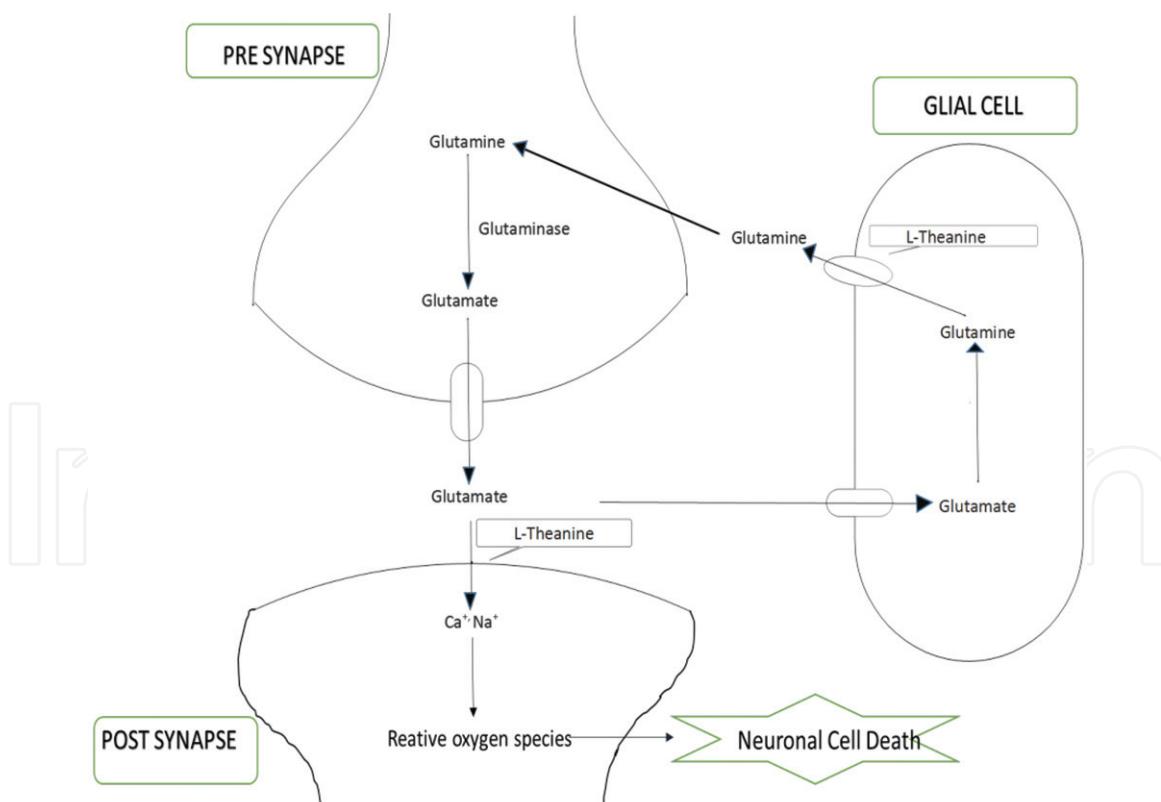 PRE SYNAPSE
GLIAL CELL
Glutamine
Glutaminase
Glutamate
Glutamine
L-Theanine
Glutamine
Glutamate
Glutamate
L-Theanine
Ca⁺, Na⁺
POST SYNAPSE
Reative oxygen species
Neuronal Cell Death